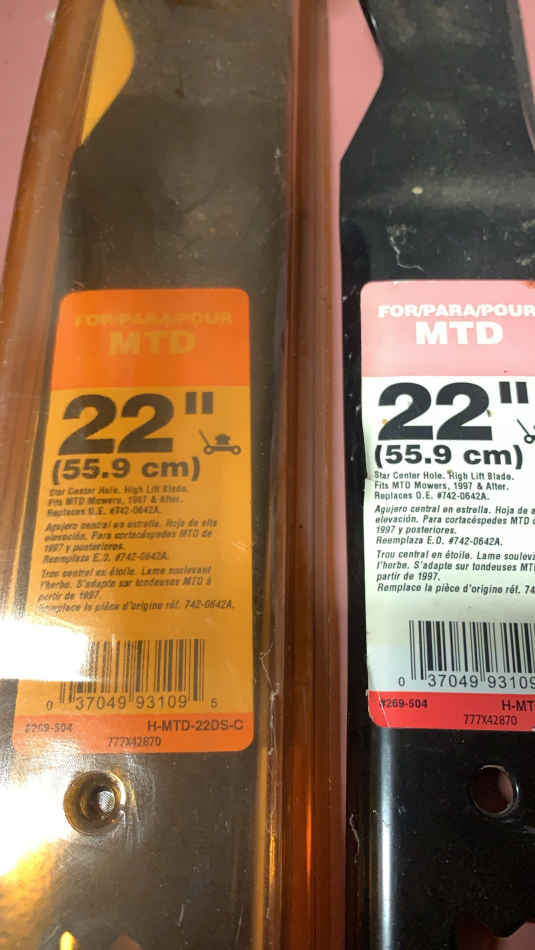 FOR/PARA/POUR
MTD
22"
(55.9 cm)
Star Center Hole. High Lift Blade.
Fits MTD Mowers, 1997 & After.
Replaces O.E. #742-0642A.
Agujero central en estrella. Hoja de alta
elevación. Para cortacéspedes MTD de
1997 y posteriores.
Reemplaza E.O. #742-0642A.
Trou central en étoile. Lame soulevant
l'herbe. S'adapte sur tondeuses MTD à
partir de 1997.
Remplace la pièce d'origine réf. 742-0642A.
0 37049 93109 5
#269-504 H-MTD-22DS-C
777X42870
FOR/PARA/POUR
MTD
22"
(55.9 cm)
Star Center Hole. High Lift Blade.
Fits MTD Mowers, 1997 & After.
Replaces O.E. #742-0642A.
Agujero central en estrella. Hoja de a
elevación. Para cortacéspedes MTD
1997 y posteriores.
Reemplaza E.O. #742-0642A.
Trou central en étoile. Lame souleva
l'herbe. S'adapte sur tondeuses MT
partir de 1997.
Remplace la pièce d'origine réf. 74
0 37049 9310
#269-504 H-MT
777X42870